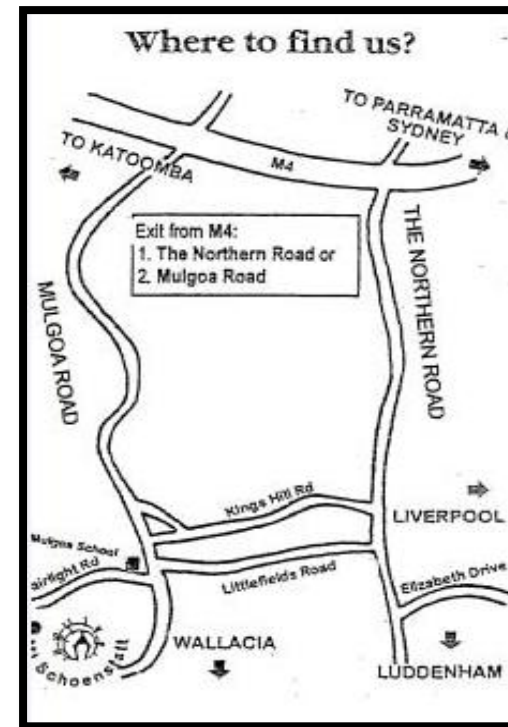 Where to find us?
TO PARRAMATTA &
SYDNEY
TO KATOOMBA
M4
Exit from M4:
1. The Northern Road or
2. Mulgoa Road
THE NORTHERN ROAD
MULGOA ROAD
Kings Hill Rd
LIVERPOOL
Mulgoa School
airlight Rd
Littlefields Road
Elizabeth Drive
WALLACIA
LUDDENHAM
Schoenstatt